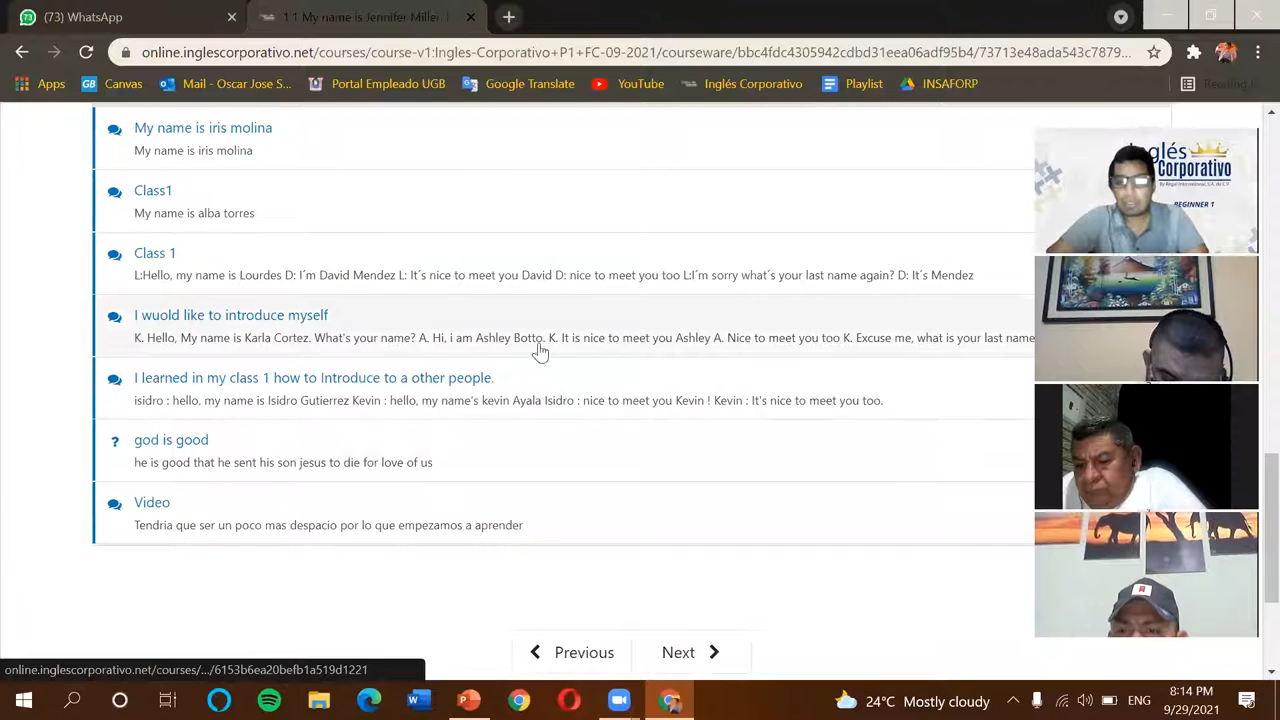 (73) WhatsApp
1 1 My name is Jennifer Miller
online.inglescorporativo.net/courses/course-v1:Ingles-Corporativo+P1+FC-09-2021/courseware/bbc4fdc4305942cdbd31eea06adf95b4/73713e48ada543c7879...
Apps
Canvas
Mail - Oscar Jose S...
Portal Empleado UGB
Google Translate
YouTube
Inglés Corporativo
Playlist
INSAFORP
Reading
My name is iris molina
My name is iris molina
Class1
My name is alba torres
Class 1
L:Hello, my name is Lourdes D: I´m David Mendez L: It´s nice to meet you David D: nice to meet you too L:I´m sorry what´s your last name again? D: It´s Mendez
I wuold like to introduce myself
K. Hello, My name is Karla Cortez. What's your name? A. Hi, i am Ashley Botto. K. It is nice to meet you Ashley A. Nice to meet you too K. Excuse me, what is your last name
I learned in my class 1 how to Introduce to a other people.
isidro : hello, my name is Isidro Gutierrez Kevin : hello, my name's kevin Ayala Isidro : nice to meet you Kevin ! Kevin : It's nice to meet you too.
god is good
he is good that he sent his son jesus to die for love of us
Video
Tendria que ser un poco mas despacio por lo que empezamos a aprender
Previous
Next
online.inglescorporativo.net/courses/.../6153b6ea20befb1a519d1221
Inglés
Corporativo
By Regal International, S.A. de C.V.
BEGINNER 1
24°C Mostly cloudy
ENG
8:14 PM
9/29/2021